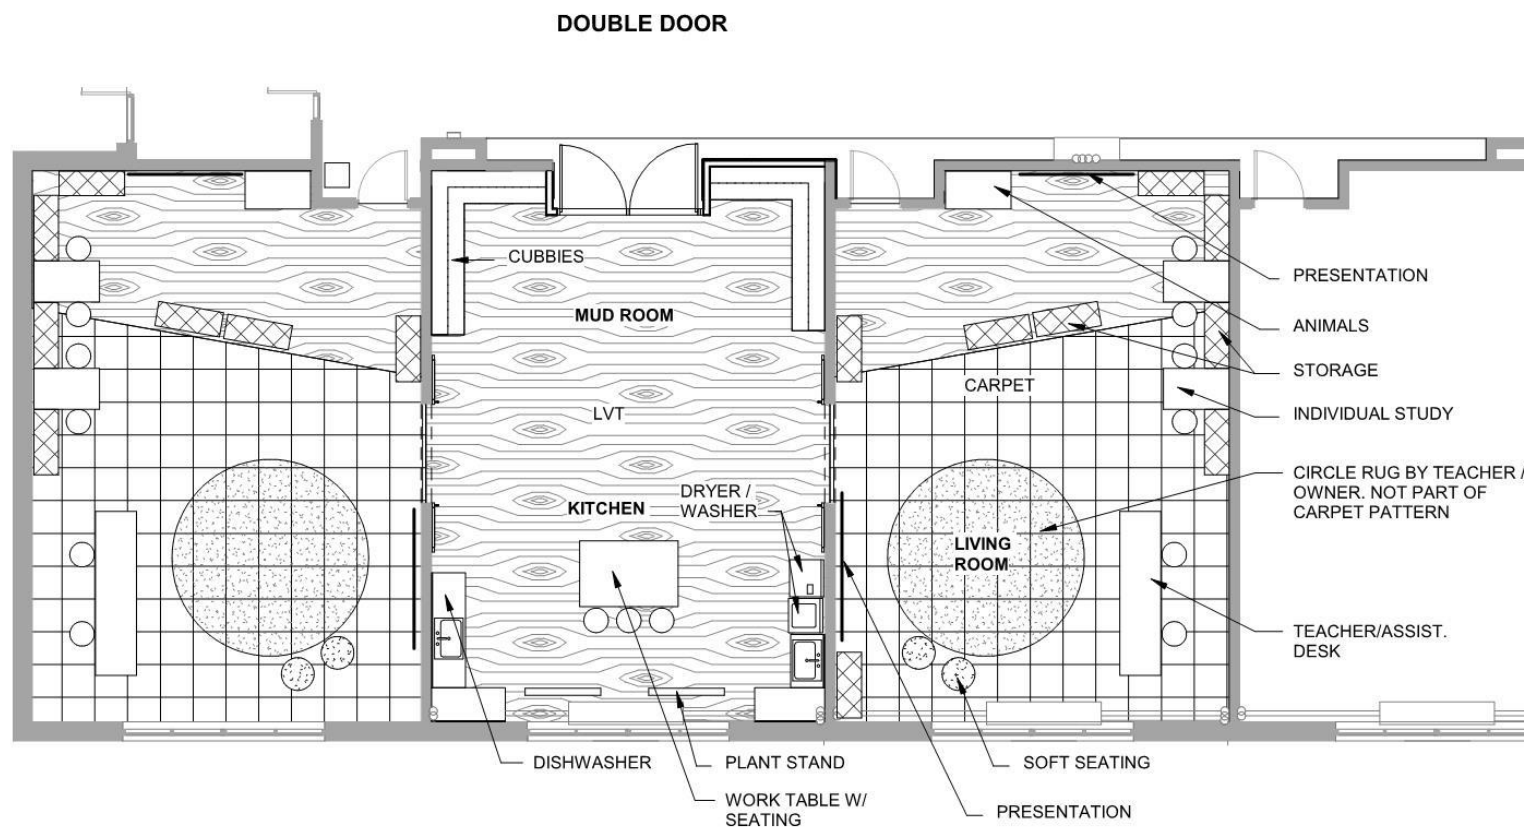 DOUBLE DOOR
CUBBIES
MUD ROOM
PRESENTATION
ANIMALS
STORAGE
CARPET
LVT
INDIVIDUAL STUDY
CIRCLE RUG BY TEACHER /
OWNER. NOT PART OF
CARPET PATTERN
DRYER /
WASHER
KITCHEN
LIVING
ROOM
TEACHER/ASSIST.
DESK
DISHWASHER
PLANT STAND
SOFT SEATING
WORK TABLE W/
SEATING
PRESENTATION